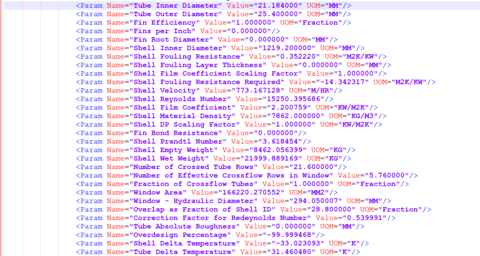 <Param Name="Tube Inner Diameter" Value="21.184000" UOM="MM"/>
<Param Name="Tube Outer Diameter" Value="25.400000" UOM="MM"/>
<Param Name="Fin Efficiency" Value="1.000000" UOM="Fraction"/>
<Param Name="Fins per Inch" Value="0.000000"/>
<Param Name="Fin Root Diameter" Value="0.000000" UOM="MM"/>
<Param Name="Shell Inner Diameter" Value="1219.200000" UOM="MM"/>
<Param Name="Shell Fouling Resistance" Value="0.352220" UOM="M2K/KW"/>
<Param Name="Shell Fouling Layer Thickness" Value="0.000000" UOM="MM"/>
<Param Name="Shell Film Coefficient Scaling Factor" Value="1.000000"/>
<Param Name="Shell Fouling Resistance Required" Value="-14.342317" UOM="M2K/KW"/>
<Param Name="Shell Velocity" Value="773.167128" UOM="M/HR"/>
<Param Name="Shell Reynolds Number" Value="15250.395686"/>
<Param Name="Shell Film Coefficient" Value="2.200759" UOM="KW/M2K"/>
<Param Name="Shell Material Density" Value="7862.000000" UOM="KG/M3"/>
<Param Name="Shell DP Scaling Factor" Value="1.000000" UOM="KW/M2K"/>
<Param Name="Fin Bond Resistance" Value="0.000000"/>
<Param Name="Shell Prandtl Number" Value="3.618454"/>
<Param Name="Shell Empty Weight" Value="8462.056399" UOM="KG"/>
<Param Name="Shell Wet Weight" Value="21999.889169" UOM="KG"/>
<Param Name="Number of Crossed Tube Rows" Value="21.600000"/>
<Param Name="Number of Effective Crossflow Rows in Window" Value="5.760000"/>
<Param Name="Fraction of Crossflow Tubes" Value="1.000000" UOM="Fraction"/>
<Param Name="Window Area" Value="166220.270552" UOM="MM2"/>
<Param Name="Window - Hydraulic Diameter" Value="294.050007" UOM="MM"/>
<Param Name="Overlap as Fraction of Shell ID" Value="28.800000" UOM="Fraction"/>
<Param Name="Correction Factor for Redeynolds Number" Value="0.539991"/>
<Param Name="Tube Absolute Roughness" Value="0.000000" UOM="MM"/>
<Param Name="Overdesign Percentage" Value="-99.999468"/>
<Param Name="Shell Delta Temperature" Value="-33.023093" UOM="K"/>
<Param Name="Tube Delta Temperature" Value="31.460480" UOM="K"/>